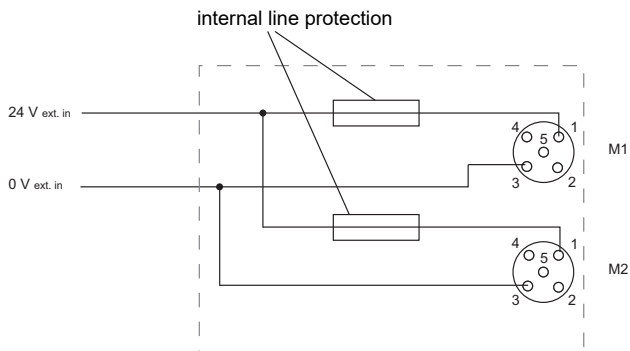 internal line protection
24 V ext. in
4
1
5
M1
3
2
0 V ext. in
4
1
5
M2
3
2